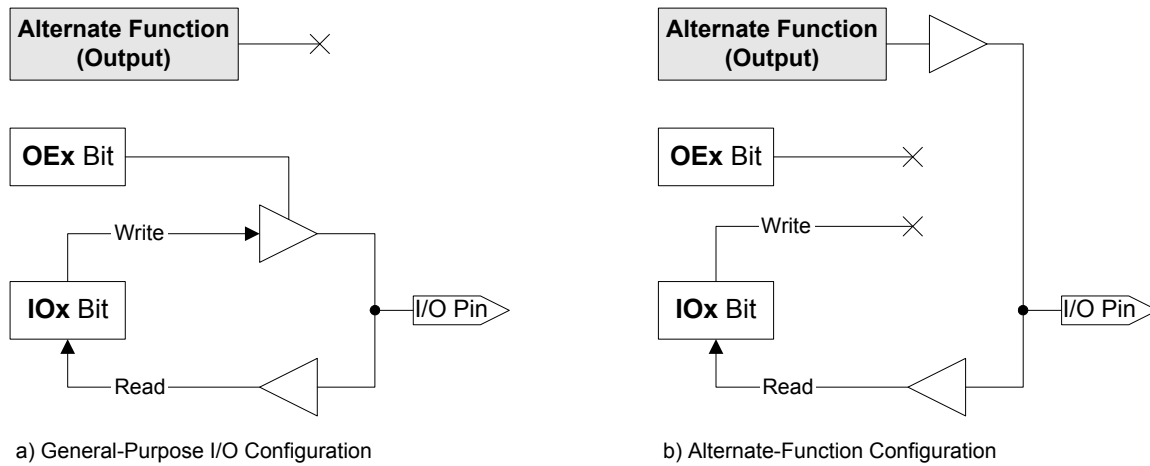 Alternate Function
(Output)
OEx Bit
Write
IOx Bit
I/O Pin
Read
a) General-Purpose I/O Configuration
Alternate Function
(Output)
OEx Bit
Write
IOx Bit
I/O Pin
Read
b) Alternate-Function Configuration